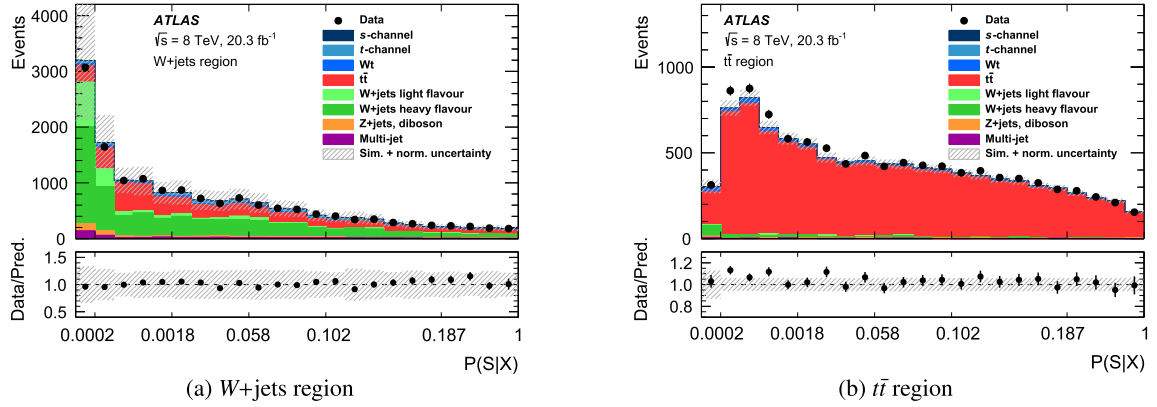 Events
4000
3000
2000
1000
0
ATLAS
√s = 8 TeV, 20.3 fb-1
W+jets region
Data
s-channel
t-channel
Wt
tt̄
W+jets light flavour
W+jets heavy flavour
Z+jets, diboson
Multi-jet
Sim. + norm. uncertainty
Data/Pred.
1.5
1.0
0.5
0.0002 0.0018 0.058 0.102 0.187 1
P(S|X)
(a) W+jets region
Events
1000
500
0
ATLAS
√s = 8 TeV, 20.3 fb-1
tt̄ region
Data
s-channel
t-channel
Wt
tt̄
W+jets light flavour
W+jets heavy flavour
Z+jets, diboson
Multi-jet
Sim. + norm. uncertainty
Data/Pred.
1.2
1.0
0.8
0.0002 0.0018 0.058 0.102 0.187 1
P(S|X)
(b) tt̄ region